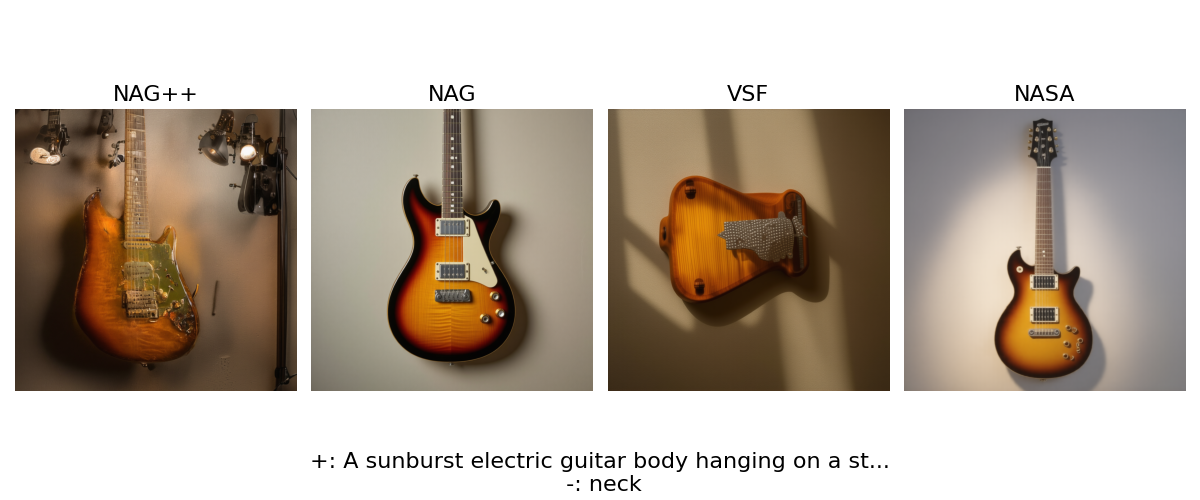 NAG++ NAG VSF NASA
+: A sunburst electric guitar body hanging on a st...
-: neck